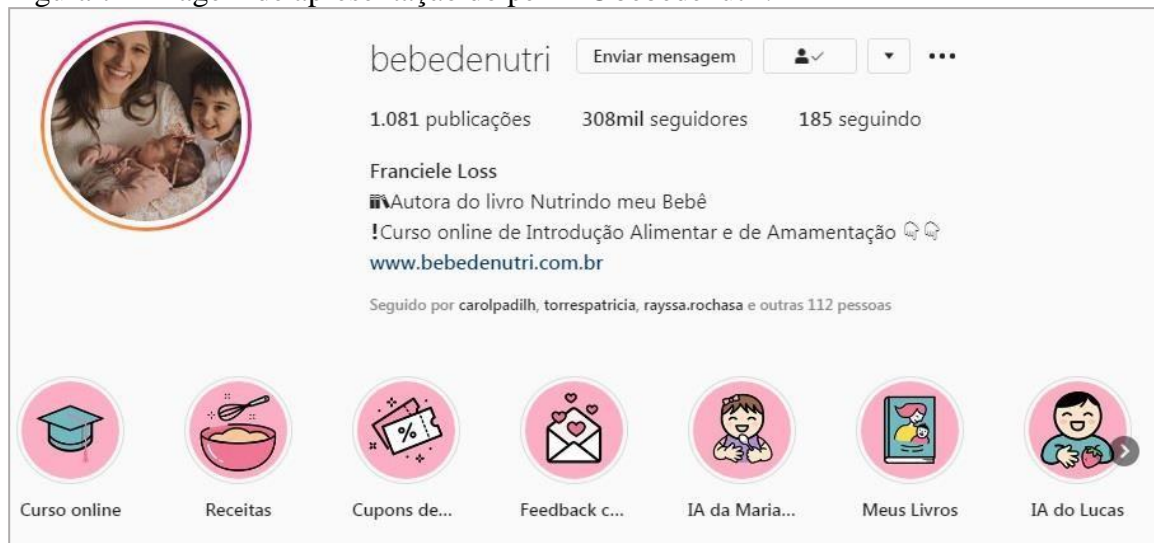 bebedenutri Enviar mensagem
1.081 publicações 308mil seguidores 185 seguindo
Franciele Loss
Autora do livro Nutrindo meu Bebê
!Curso online de Introdução Alimentar e de Amamentação
www.bebedenutri.com.br
Seguido por carolpadilh, torrespatricia, rayssa.rochasa e outras 112 pessoas
%
Curso online Receitas Cupons de... Feedback c... IA da Maria... Meus Livros IA do Lucas